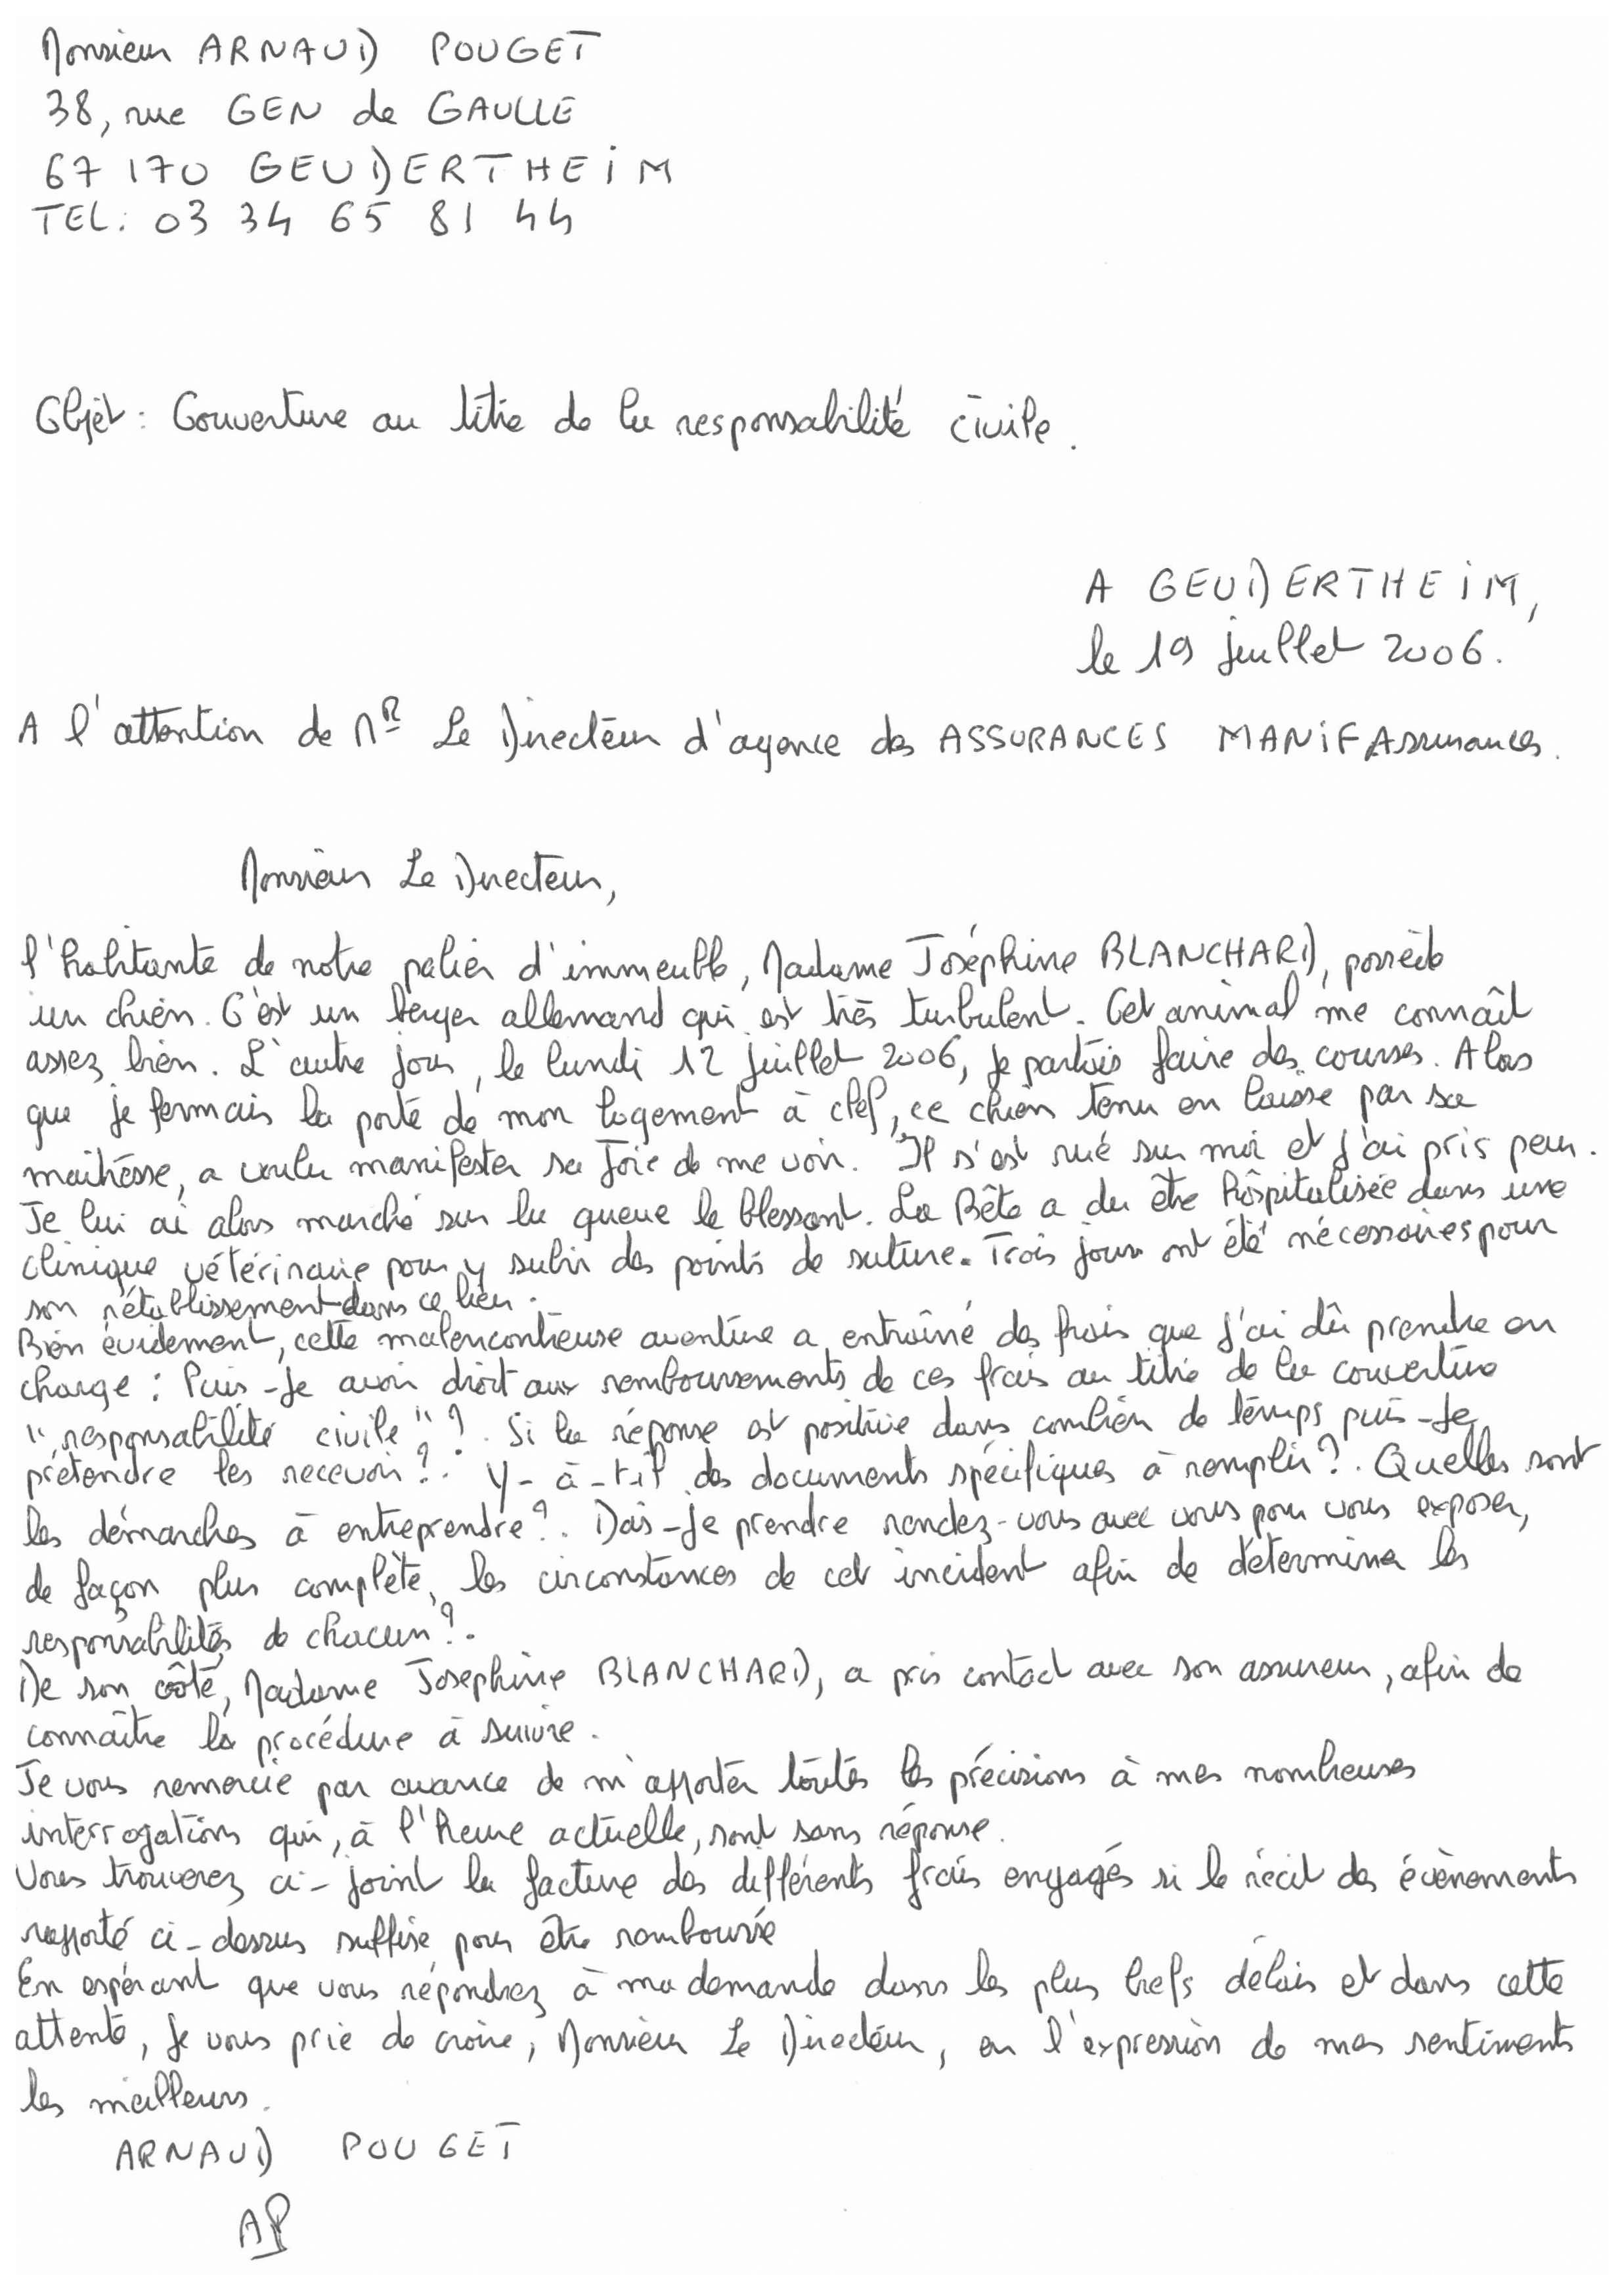 Monsieur ARNAUD POUGET
38, rue GEN de GAULLE
67 170 GEUDERTHEIM
TEL: 03 34 65 81 44
Objet : Couverture au titre de la responsabilité civile.
A GEUDERTHEIM,
le 19 juillet 2006.
A l'attention de MR Le Directeur d'agence des ASSURANCES MANIF Assurances.
Monsieur Le Directeur,
l'habitante de notre palier d'immeuble, Madame Joséphine BLANCHARD, possède
un chien. C'est un berger allemand qui est très turbulent. Cet animal me connaît
assez bien. L'autre jour, le lundi 12 juillet 2006, je partais faire des courses. Alors
que je fermais la porte de mon logement à clef, ce chien tenu en laisse par sa
maîtresse, a voulu manifester sa joie de me voir. Il s'est rué sur moi et j'ai pris peur.
Je lui ai alors marché sur la queue le blessant. La Bête a du être hôspitalisée dans une
clinique vétérinaire pour y subir des points de suture. Trois jours ont été nécessaires pour
son rétablissement dans ce lieu.
Bien évidement, cette malencontreuse aventure a entraîné des frais que j'ai dû prendre en
charge : Puis-Je avoir droit aux remboursements de ces frais au titre de la couverture
"responsabilité civile" ?. Si la réponse est positive dans combien de temps puis-Je
prétendre les recevoir ?. Y-à-t-il des documents spécifiques à remplir ?. Quelles sont
les démarches à entreprendre ?. Dois-Je prendre rendez-vous avec vous pour vous exposer,
de façon plus complète, les circonstances de cet incident afin de déterminer les
responsabilités de chacun ?.
De son côté, Madame Josephine BLANCHARD, a pris contact avec son assureur, afin de
connaître la procédure à suivre.
Je vous remercie par avance de m'apporter toutes les précisions à mes nombreuses
interrogations qui, à l'heure actuelle, sont sans réponse.
Vous trouverez ci-joint la facture des différents frais engagés si le récit des évènements
rapporté ci-dessus suffise pour être remboursé
En espérant que vous répondrez à ma demande dans les plus brefs délais et dans cette
attente, je vous prie de croire, Monsieur Le Directeur, en l'expression de mes sentiments
les meilleurs.
ARNAUD POUGET
AP